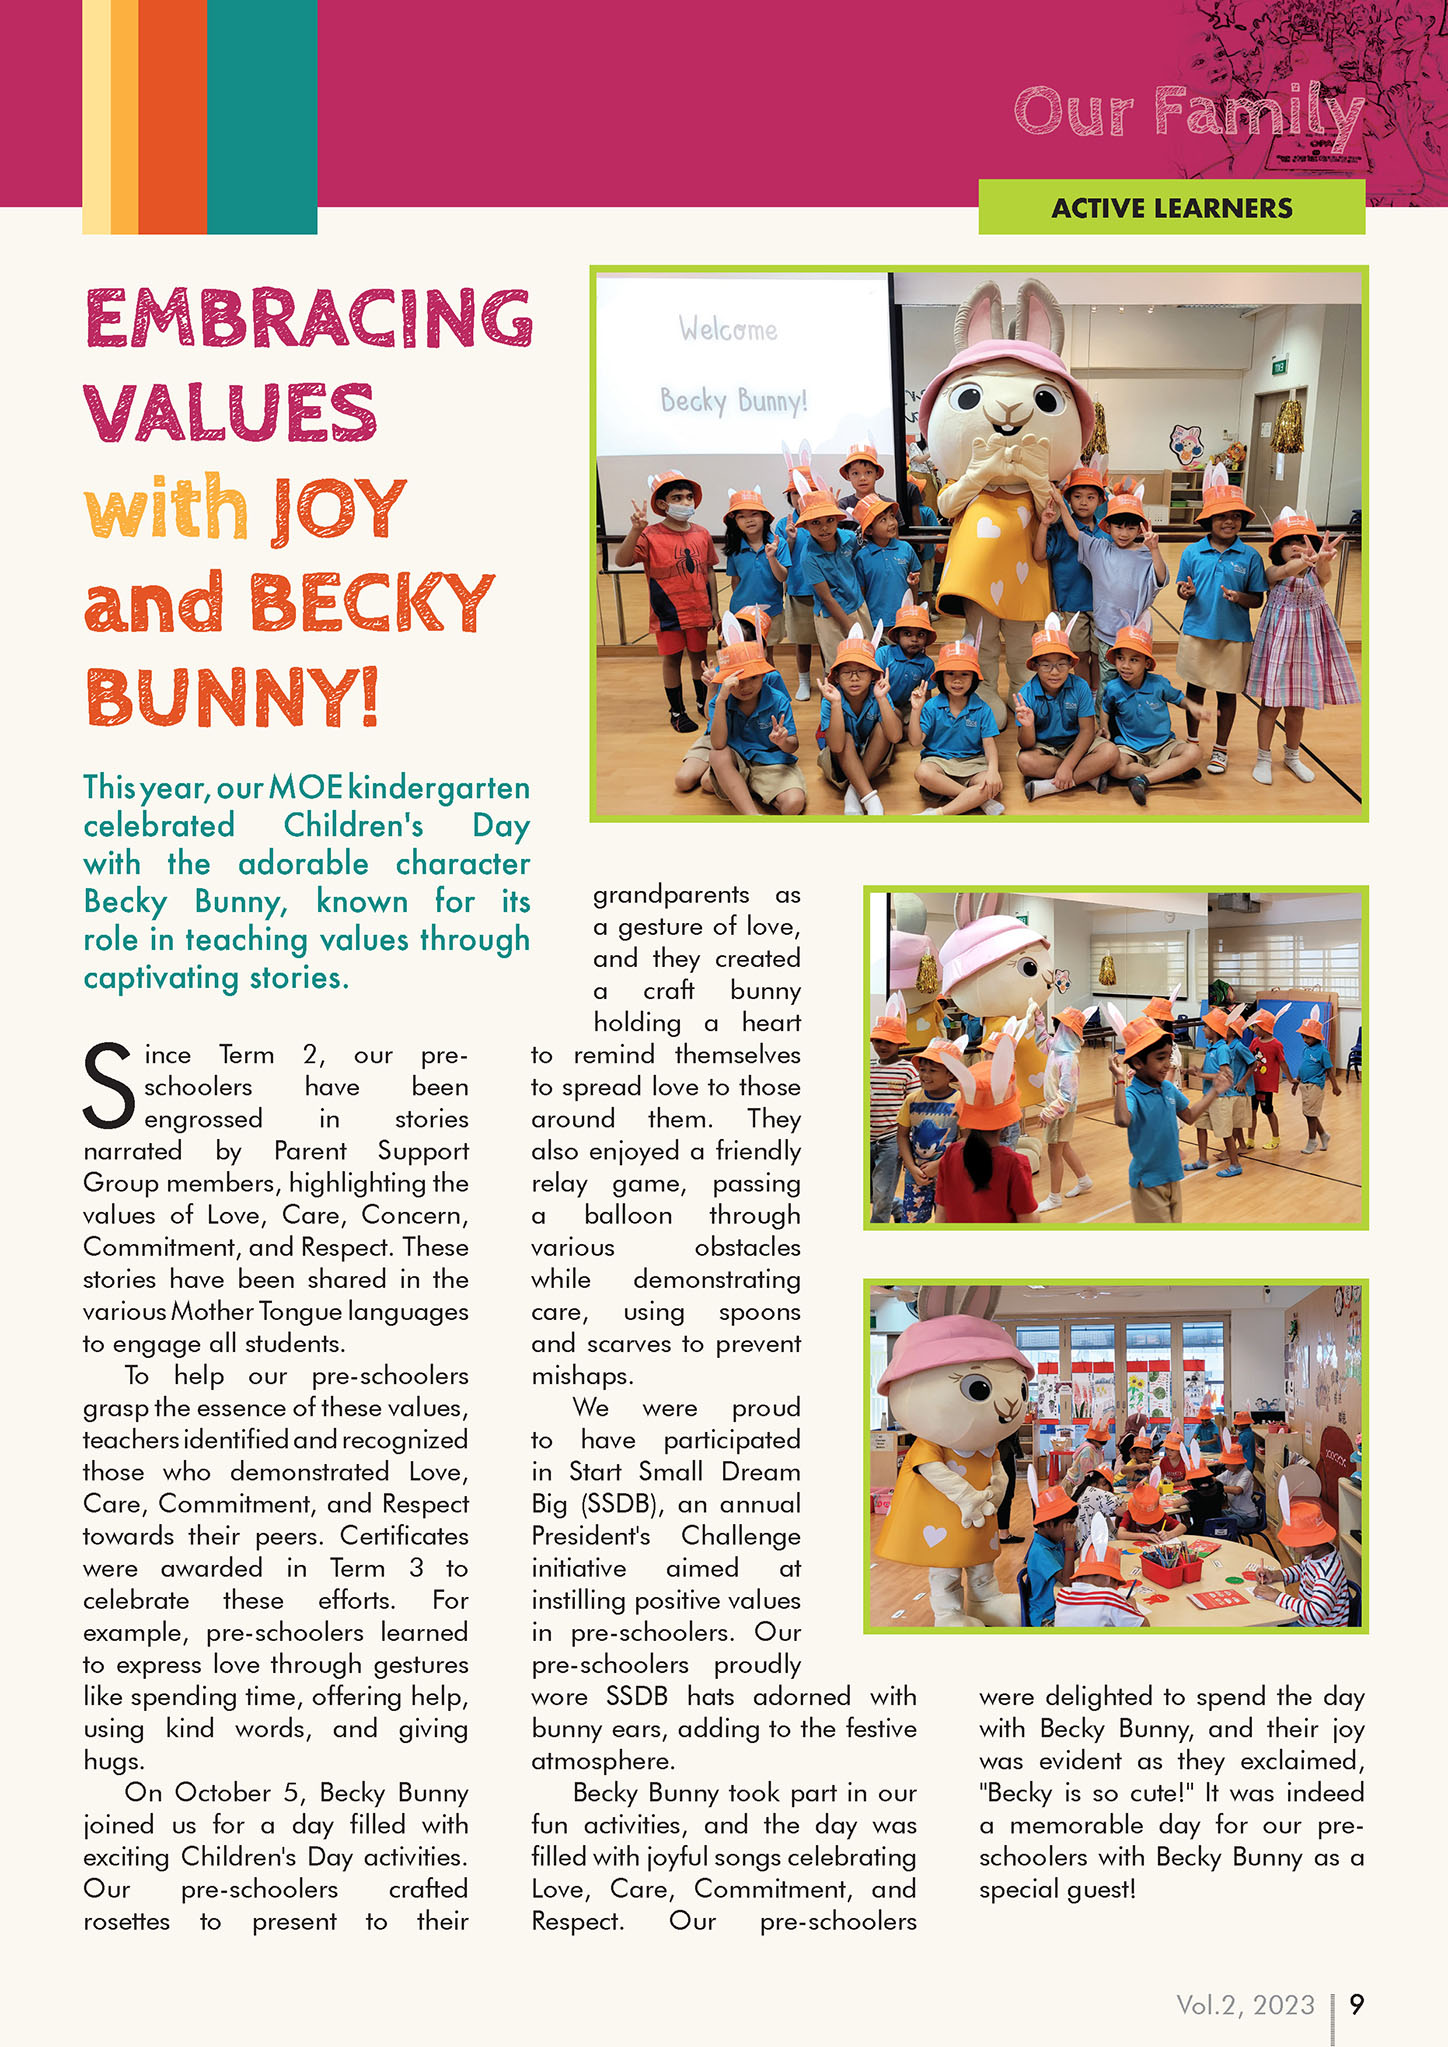 Our Family
ACTIVE LEARNERS
EMBRACING
VALUES
with JOY
and BECKY
BUNNY!
Welcome
Becky Bunny!
This year, our MOE kindergarten
celebrated Children's Day
with the adorable character
Becky Bunny, known for its
role in teaching values through
captivating stories.
Since Term 2, our pre-
schoolers have been
engrossed in stories
narrated by Parent Support
Group members, highlighting the
values of Love, Care, Concern,
Commitment, and Respect. These
stories have been shared in the
various Mother Tongue languages
to engage all students.
To help our pre-schoolers
grasp the essence of these values,
teachers identified and recognized
those who demonstrated Love,
Care, Commitment, and Respect
towards their peers. Certificates
were awarded in Term 3 to
celebrate these efforts. For
example, pre-schoolers learned
to express love through gestures
like spending time, offering help,
using kind words, and giving
hugs.
On October 5, Becky Bunny
joined us for a day filled with
exciting Children's Day activities.
Our pre-schoolers crafted
rosettes to present to their
grandparents as
a gesture of love,
and they created
a craft bunny
holding a heart
to remind themselves
to spread love to those
around them. They
also enjoyed a friendly
relay game, passing
a balloon through
various obstacles
while demonstrating
care, using spoons
and scarves to prevent
mishaps.
We were proud
to have participated
in Start Small Dream
Big (SSDB), an annual
President's Challenge
initiative aimed at
instilling positive values
in pre-schoolers. Our
pre-schoolers proudly
wore SSDB hats adorned with
bunny ears, adding to the festive
atmosphere.
Becky Bunny took part in our
fun activities, and the day was
filled with joyful songs celebrating
Love, Care, Commitment, and
Respect. Our pre-schoolers
were delighted to spend the day
with Becky Bunny, and their joy
was evident as they exclaimed,
"Becky is so cute!" It was indeed
a memorable day for our pre-
schoolers with Becky Bunny as a
special guest!
Vol.2, 2023 9